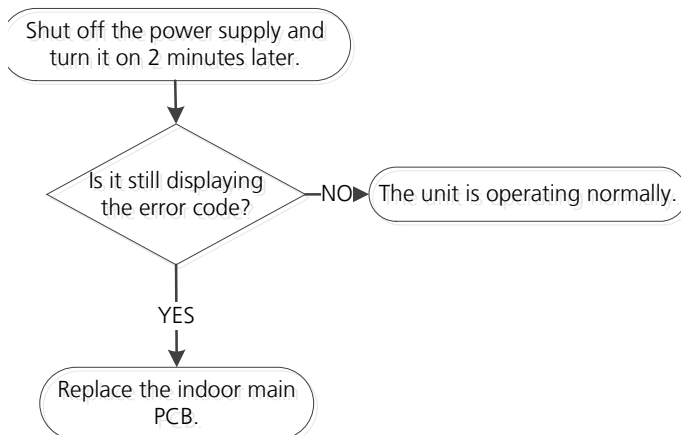 Shut off the power supply and
turn it on 2 minutes later.
Is it still displaying
the error code?
NO
The unit is operating normally.
YES
Replace the indoor main
PCB.